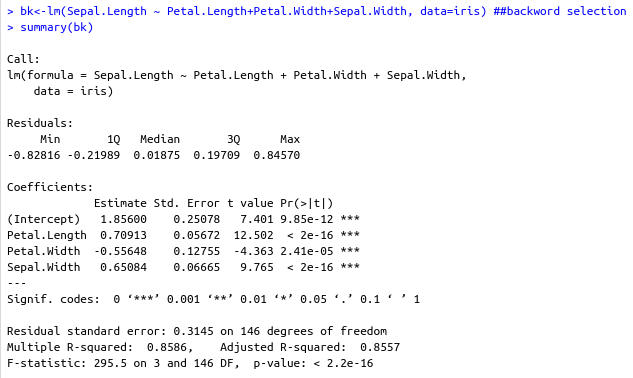 > bk<-lm(Sepal.Length ~ Petal.Length+Petal.Width+Sepal.Width, data=iris) ##backword selection
> summary(bk)
Call:
lm(formula = Sepal.Length ~ Petal.Length + Petal.Width + Sepal.Width,
    data = iris)
Residuals:
     Min       1Q   Median       3Q      Max
-0.82816 -0.21989  0.01875  0.19709  0.84570
Coefficients:
             Estimate Std. Error t value Pr(>|t|)
(Intercept)   1.85600    0.25078   7.401 9.85e-12 ***
Petal.Length  0.70913    0.05672  12.502  < 2e-16 ***
Petal.Width  -0.55648    0.12755  -4.363 2.41e-05 ***
Sepal.Width   0.65084    0.06665   9.765  < 2e-16 ***
---
Signif. codes:  0 ‘***’ 0.001 ‘**’ 0.01 ‘*’ 0.05 ‘.’ 0.1 ‘ ’ 1
Residual standard error: 0.3145 on 146 degrees of freedom
Multiple R-squared:  0.8586,	Adjusted R-squared:  0.8557
F-statistic: 295.5 on 3 and 146 DF,  p-value: < 2.2e-16